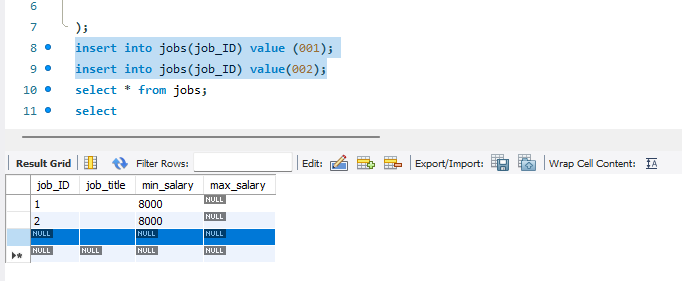 6
7 );
8 insert into jobs(job_ID) value (001);
9 insert into jobs(job_ID) value(002);
10 select * from jobs;
11 select
Result Grid Filter Rows: Edit: Export/Import: Wrap Cell Content: IA
job_ID job_title min_salary max_salary
1 8000 NULL
2 8000 NULL
NULL NULL NULL
NULL NULL NULL NULL